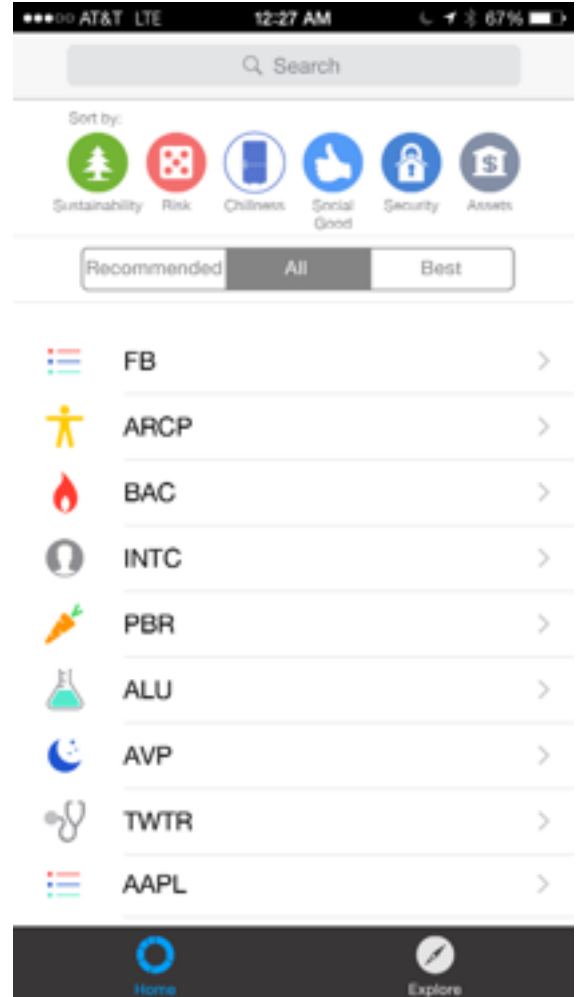 AT&T LTE 12:27 AM 67%
Search
Sort by:
Sustainability Risk Chillness Social Good Security Assets
Recommended All Best
FB
ARCP
BAC
INTC
PBR
ALU
AVP
TWTR
AAPL
Home Explore